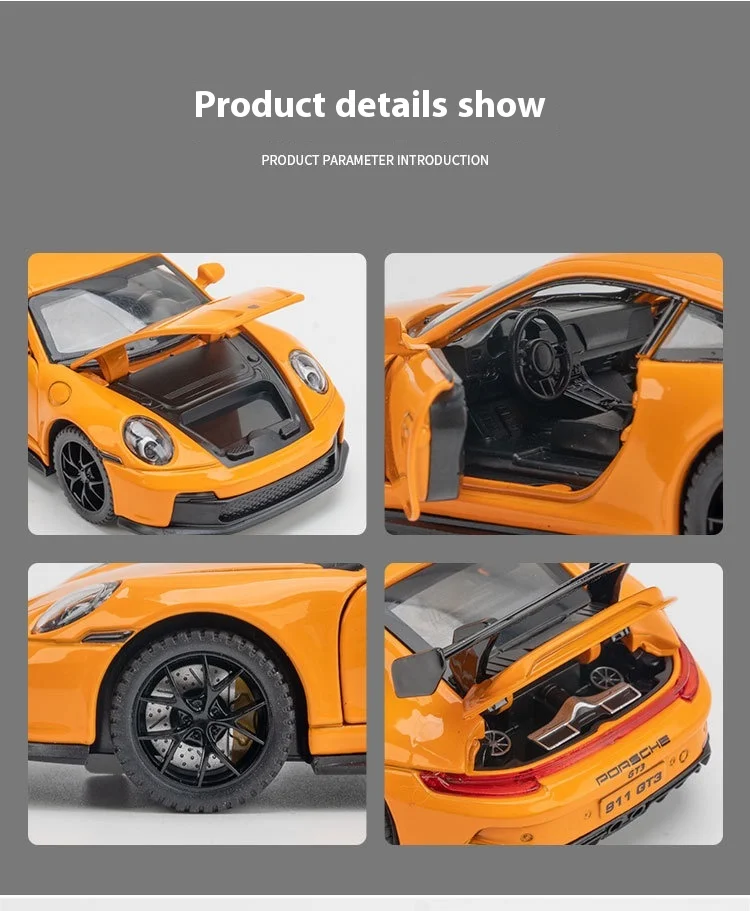 Product details show
PRODUCT PARAMETER INTRODUCTION
PORSCHE
GT3
911 GT3